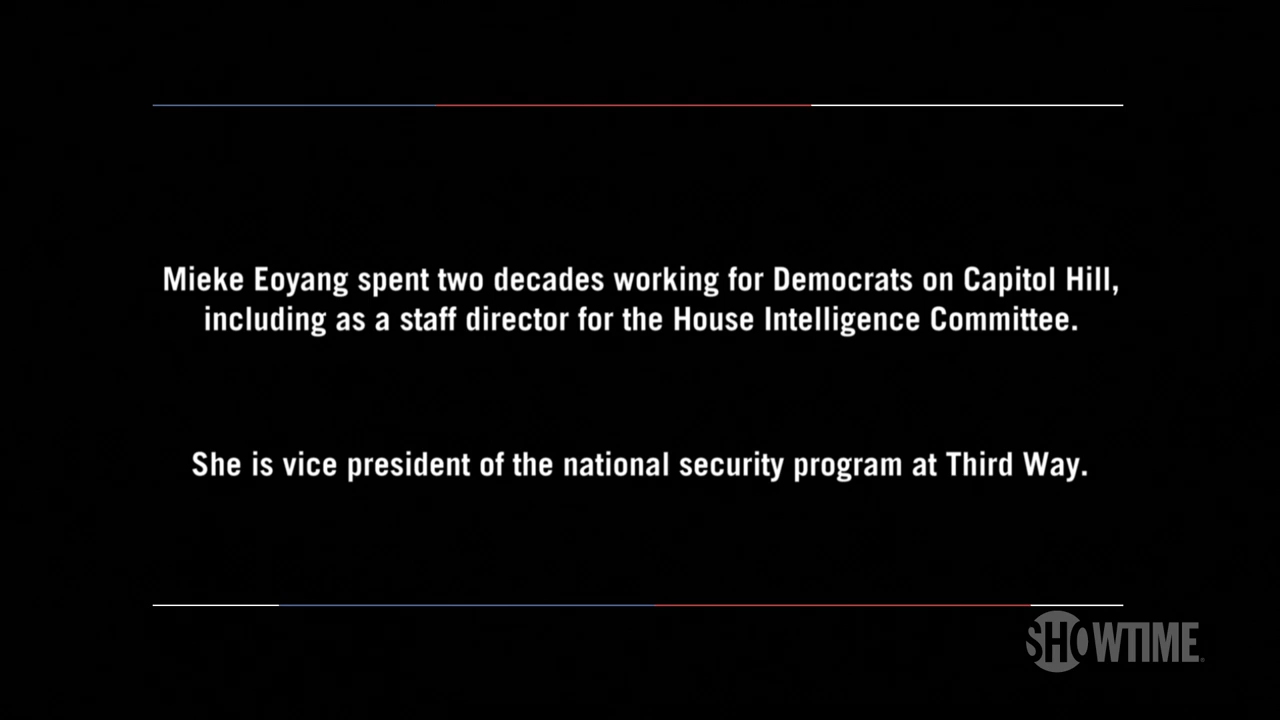 Mieke Eoyang spent two decades working for Democrats on Capitol Hill,
including as a staff director for the House Intelligence Committee.
She is vice president of the national security program at Third Way.
SHOWTIME®